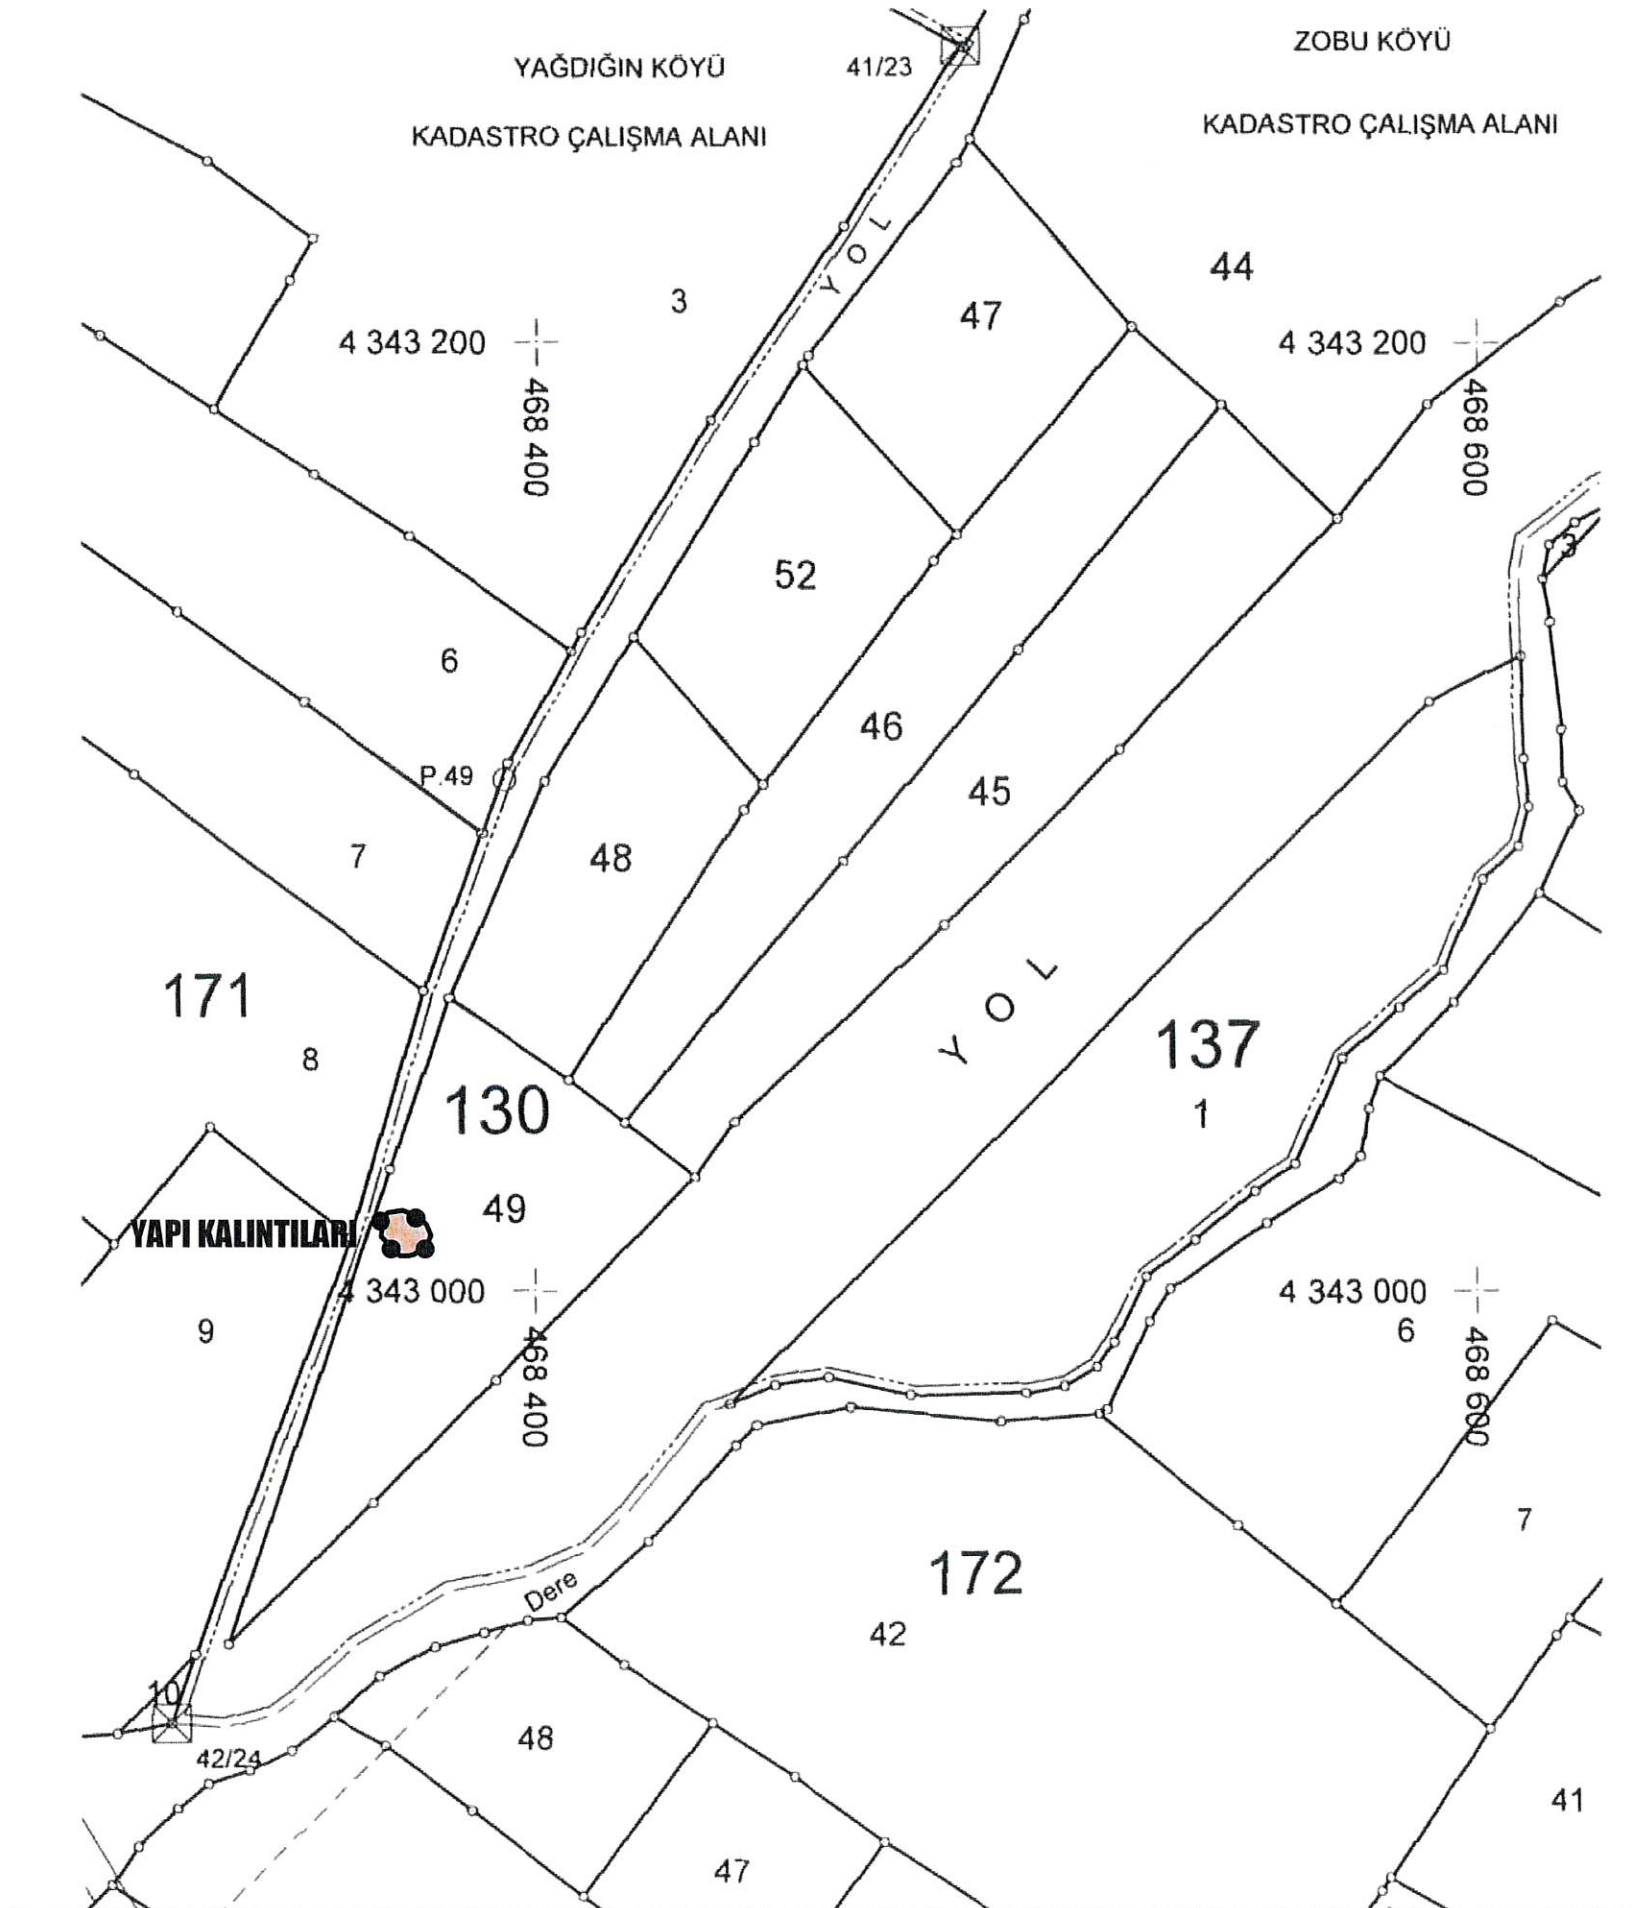 YAĞDIĞIN KÖYÜ
KADASTRO ÇALIŞMA ALANI
41/23
ZOBU KÖYÜ
KADASTRO ÇALIŞMA ALANI
YOL
44
3
47
4 343 200
468 400
4 343 200
468 600
3
52
6
46
P.49
45
7
48
171
YOL
137
8
130
1
49
YAPI KALINTILARI
4 343 000
468 400
4 343 000
468 600
6
9
7
172
Dere
42
10
42/24
48
41
47